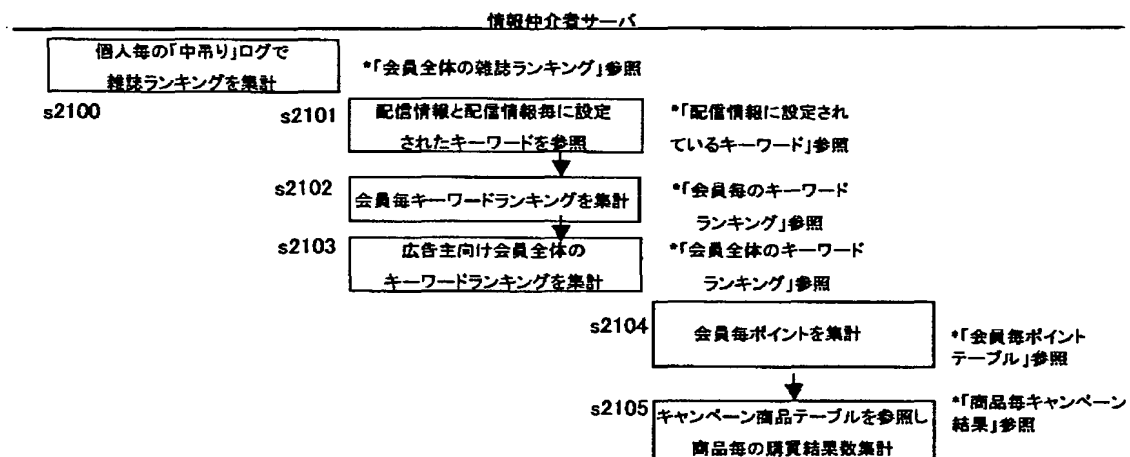 情報仲介者サーバ
個人毎の「中吊り」ログで
雑誌ランキングを集計
*「会員全体の雑誌ランキング」参照
s2100
s2101
配信情報と配信情報毎に設定
されたキーワードを参照
*「配信情報に設定され
ているキーワード」参照
s2102
会員毎キーワードランキングを集計
*「会員毎のキーワード
ランキング」参照
s2103
広告主向け会員全体の
キーワードランキングを集計
*「会員全体のキーワード
ランキング」参照
s2104
会員毎ポイントを集計
*「会員毎ポイント
テーブル」参照
s2105
キャンペーン商品テーブルを参照し
商品毎の購買結果数集計
*「商品毎キャンペーン
結果」参照